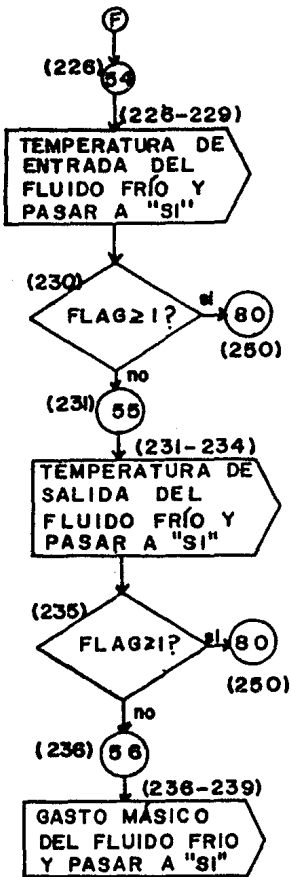 F
(226)
54
(228-229)
TEMPERATURA DE
ENTRADA DEL
FLUIDO FRÍO Y
PASAR A "SI"
(230)
FLAG≥1?
si
80
(250)
no
(231)
55
(231-234)
TEMPERATURA DE
SALIDA DEL
FLUIDO FRÍO Y
PASAR A "SI"
(235)
FLAG≥1?
si
80
(250)
no
(236)
56
(236-239)
GASTO MÁSICO
DEL FLUIDO FRIO
Y PASAR A "SI"